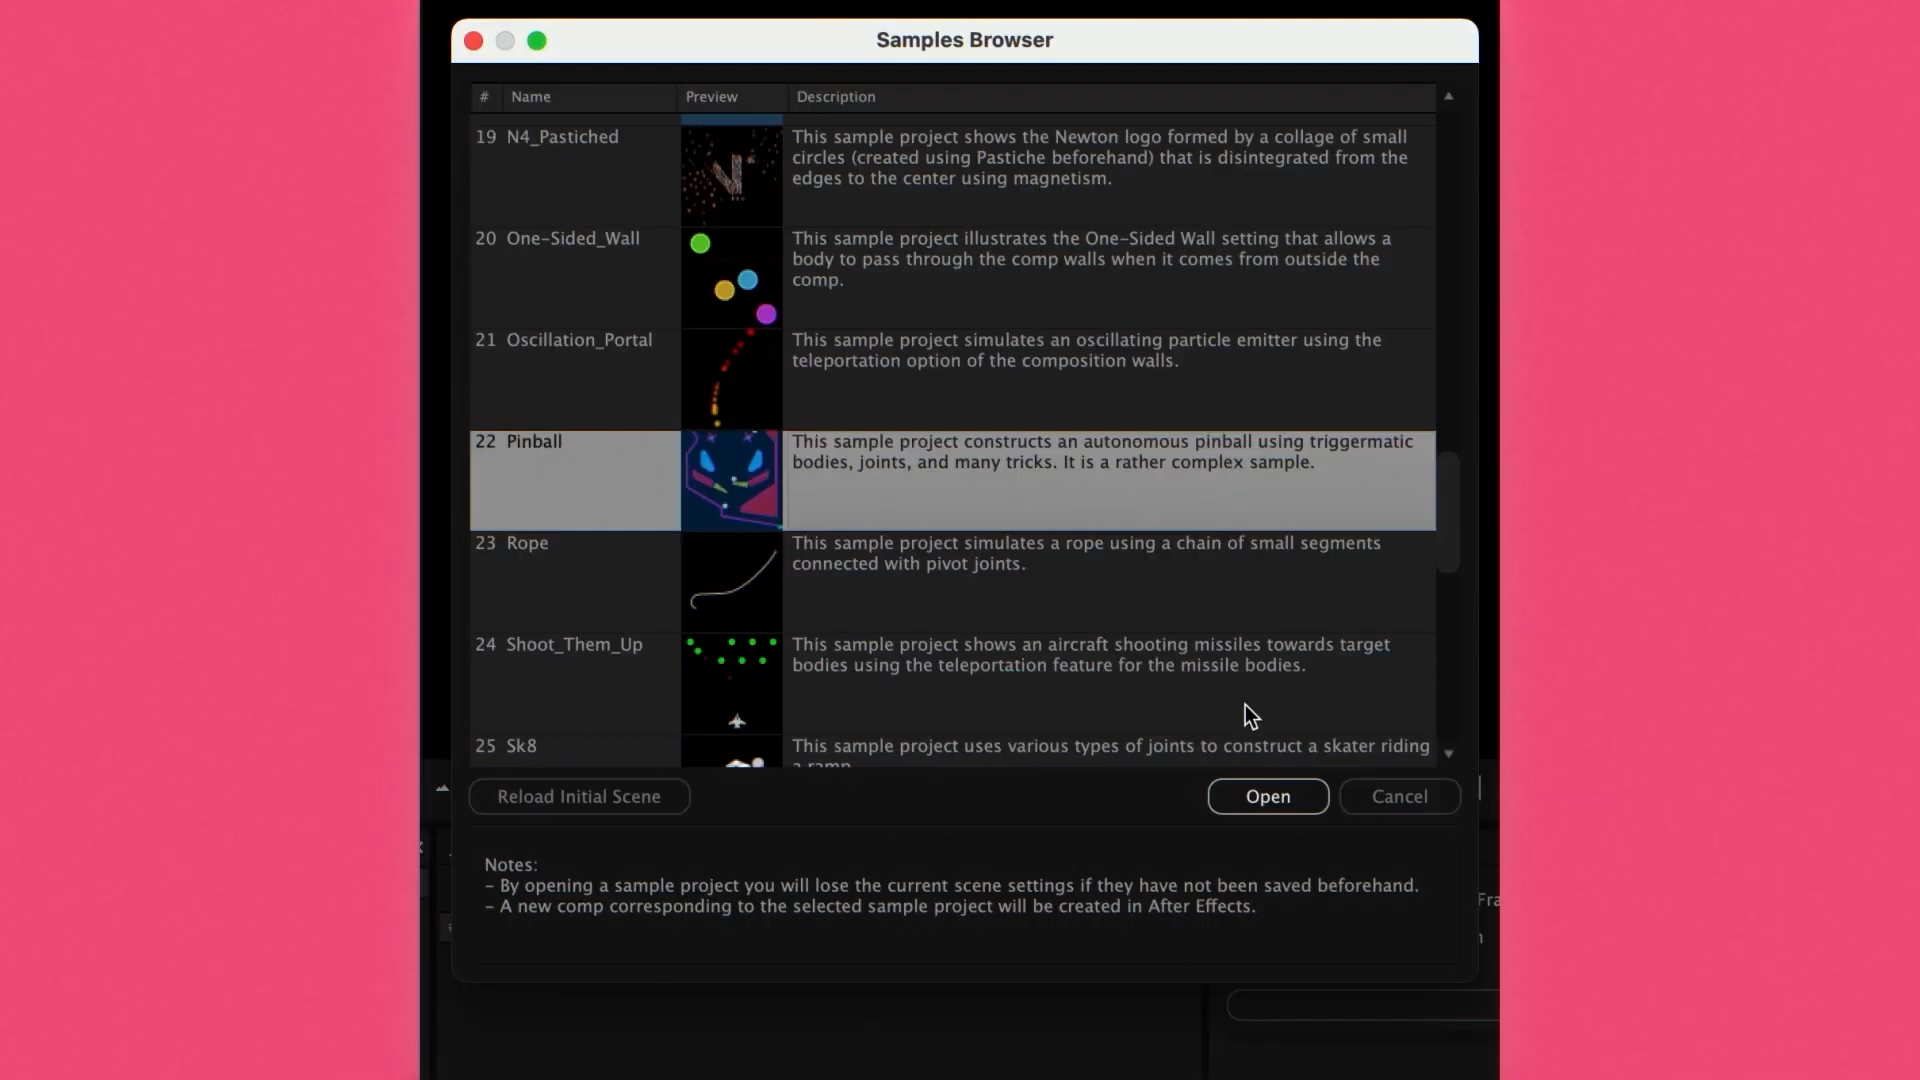 Samples Browser
# Name Preview Description
19 N4_Pastiched This sample project shows the Newton logo formed by a collage of small
circles (created using Pastiche beforehand) that is disintegrated from the
edges to the center using magnetism.
20 One-Sided_Wall This sample project illustrates the One-Sided Wall setting that allows a
body to pass through the comp walls when it comes from outside the
comp.
21 Oscillation_Portal This sample project simulates an oscillating particle emitter using the
teleportation option of the composition walls.
22 Pinball This sample project constructs an autonomous pinball using triggermatic
bodies, joints, and many tricks. It is a rather complex sample.
23 Rope This sample project simulates a rope using a chain of small segments
connected with pivot joints.
24 Shoot_Them_Up This sample project shows an aircraft shooting missiles towards target
bodies using the teleportation feature for the missile bodies.
25 Sk8 This sample project uses various types of joints to construct a skater riding
a ramp
Reload Initial Scene Open Cancel
Notes:
- By opening a sample project you will lose the current scene settings if they have not been saved beforehand.
- A new comp corresponding to the selected sample project will be created in After Effects.
Fra